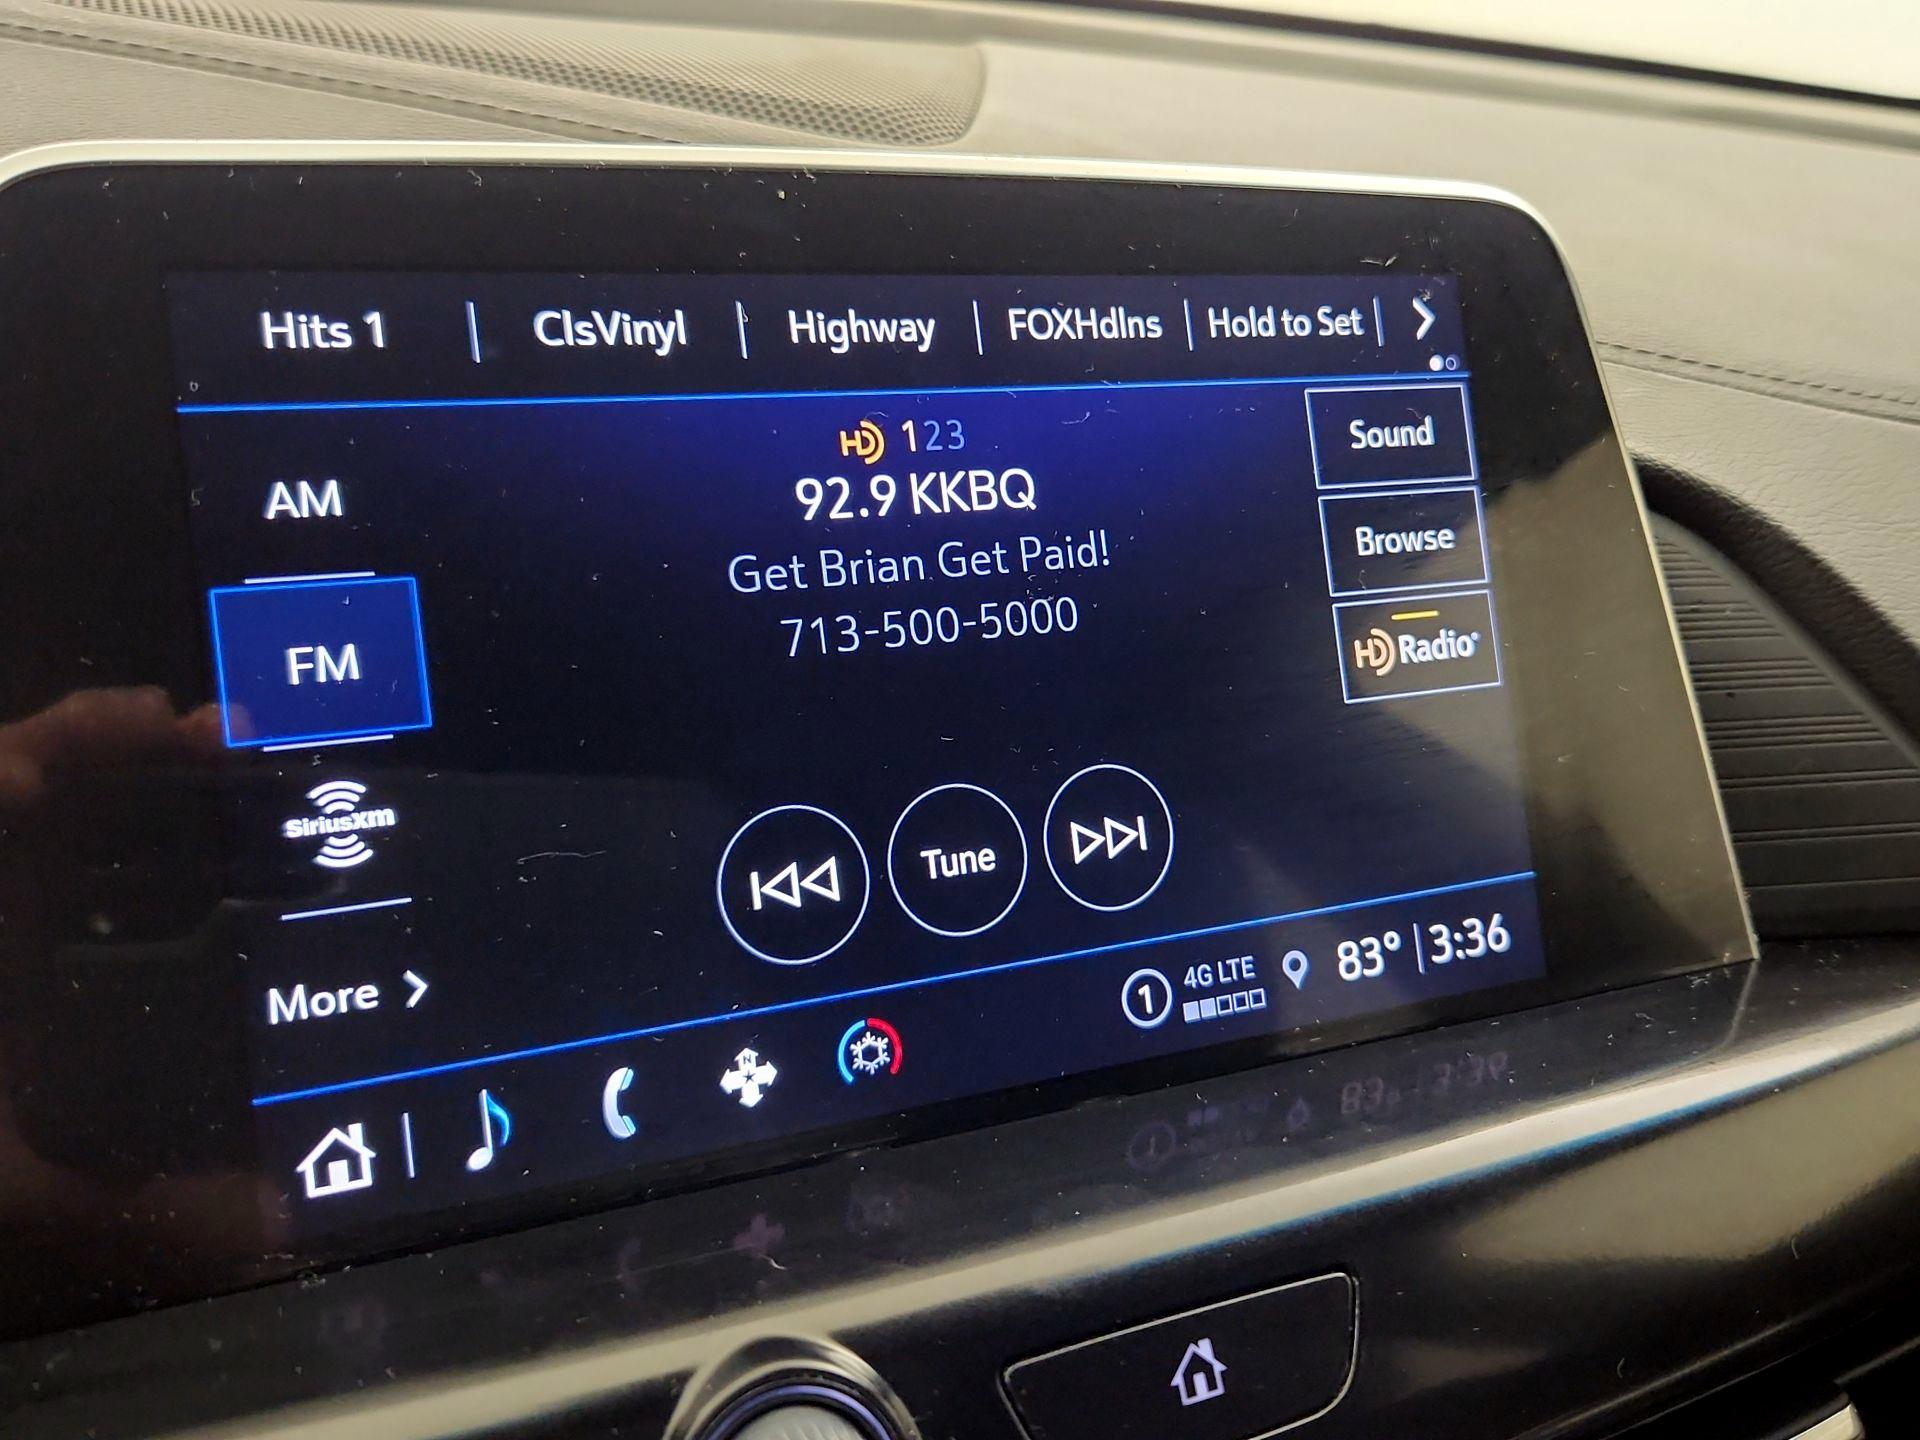 Hits 1 | ClsVinyl | Highway | FOXHdlns | Hold to Set |
HD 123
Sound
AM
92.9 KKBQ
Get Brian Get Paid!
Browse
713-500-5000
FM
HD Radio
SiriusXM
Tune
More
1 4G LTE 83° | 3:36
N